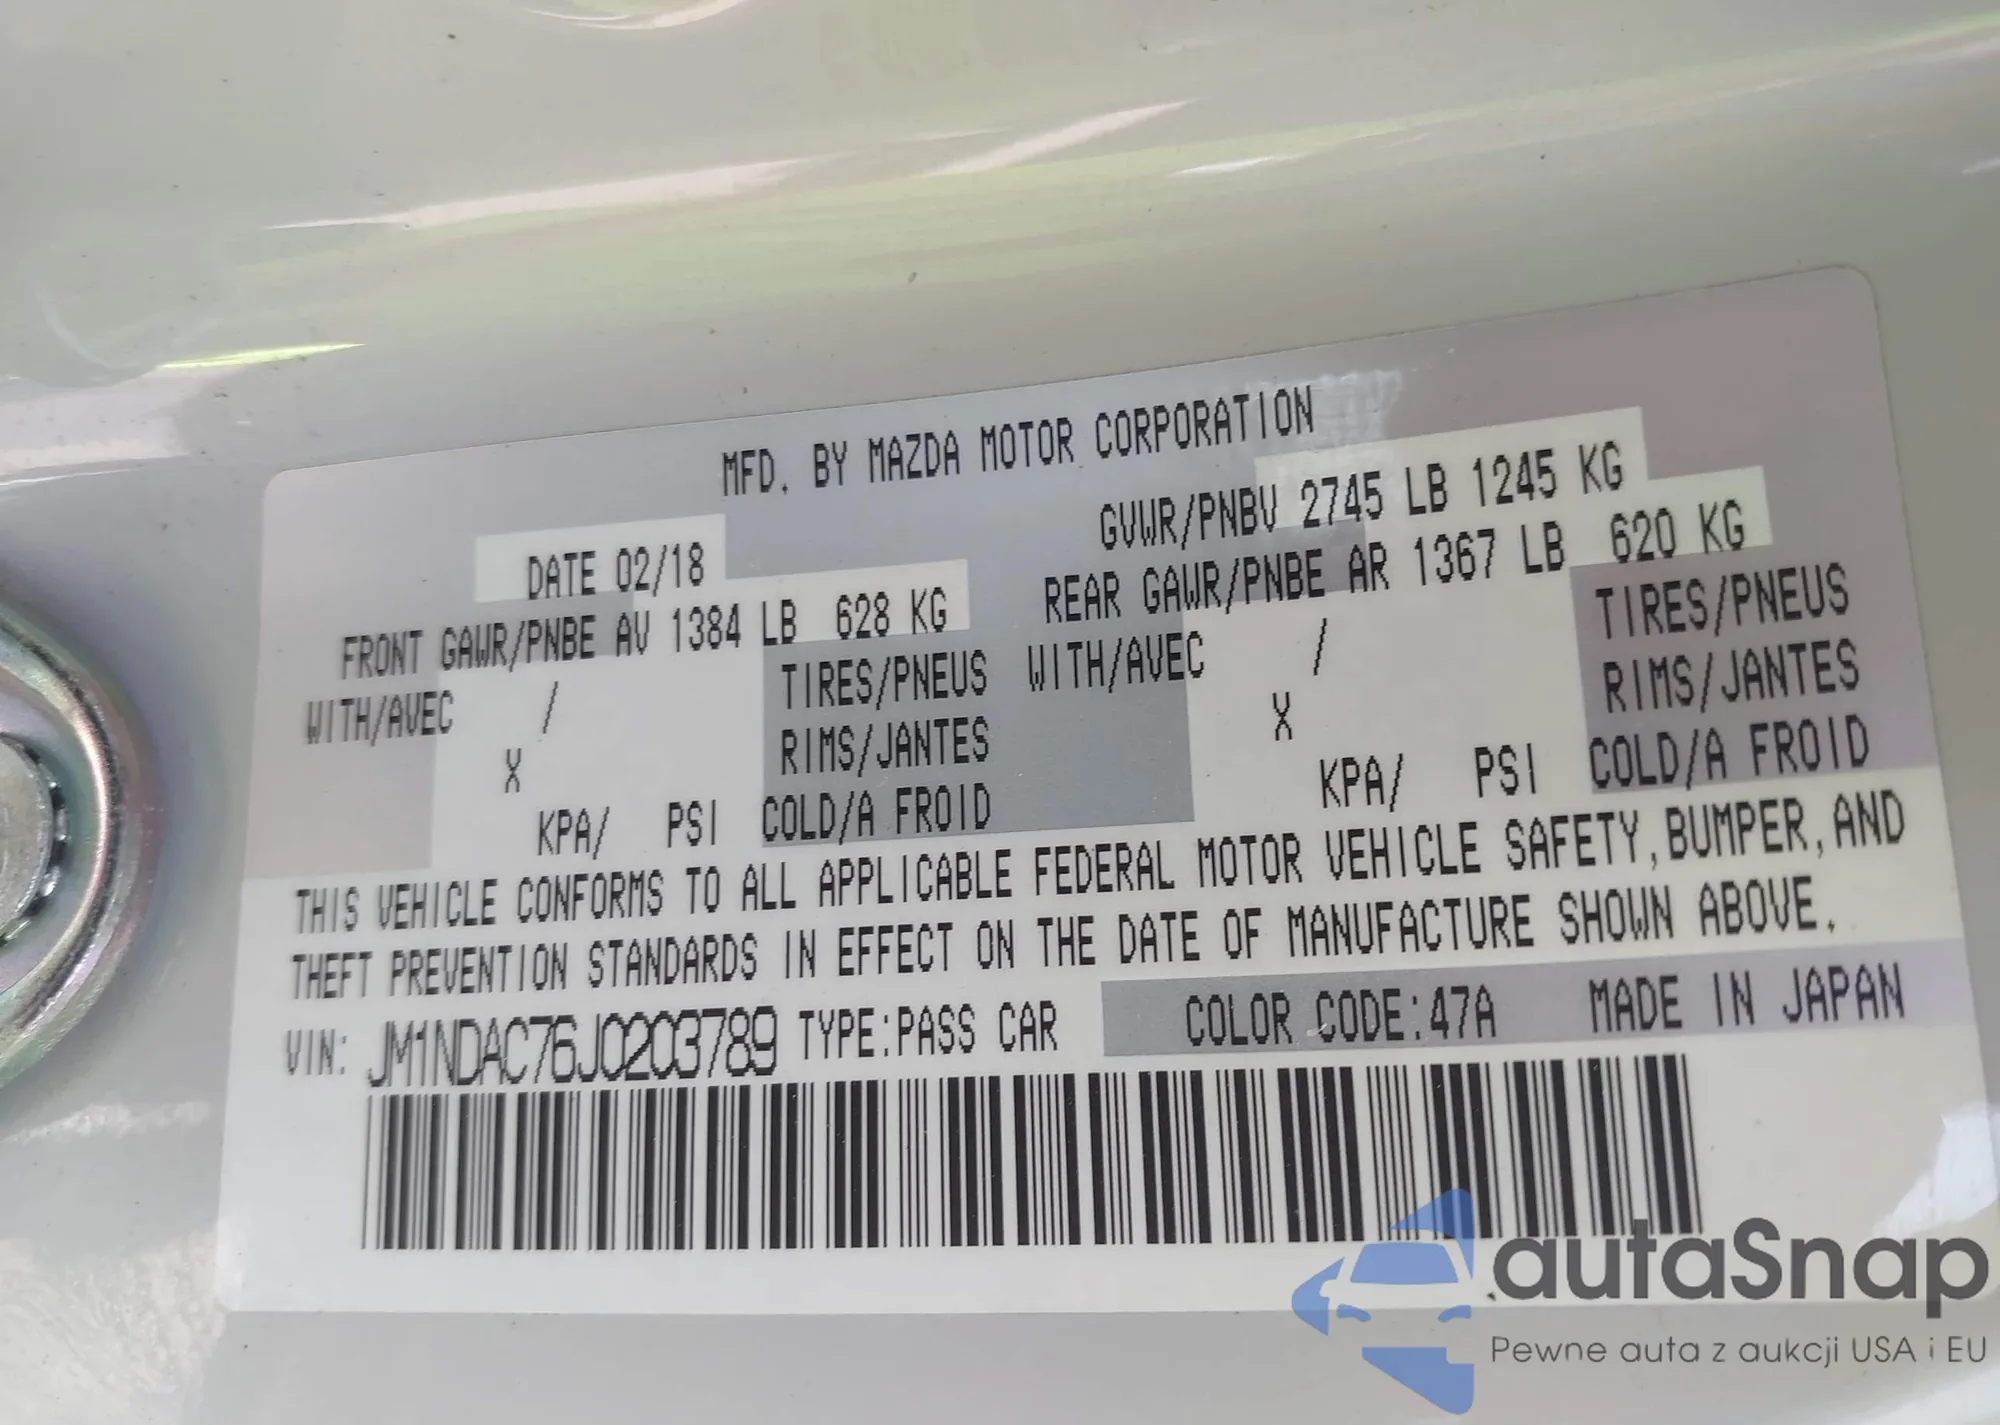 MFD. BY MAZDA MOTOR CORPORATION
DATE 02/18 GVWR/PNBV 2745 LB 1245 KG
FRONT GAWR/PNBE AV 1384 LB 628 KG REAR GAWR/PNBE AR 1367 LB 620 KG
WITH/AVEC / TIRES/PNEUS WITH/AVEC / TIRES/PNEUS
X RIMS/JANTES X RIMS/JANTES
KPA/ PSI COLD/A FROID KPA/ PSI COLD/A FROID
THIS VEHICLE CONFORMS TO ALL APPLICABLE FEDERAL MOTOR VEHICLE SAFETY, BUMPER, AND
THEFT PREVENTION STANDARDS IN EFFECT ON THE DATE OF MANUFACTURE SHOWN ABOVE.
VIN: JM1NDAC76J0203789 TYPE:PASS CAR COLOR CODE:47A MADE IN JAPAN
autaSnap
Pewne auta z aukcji USA i EU